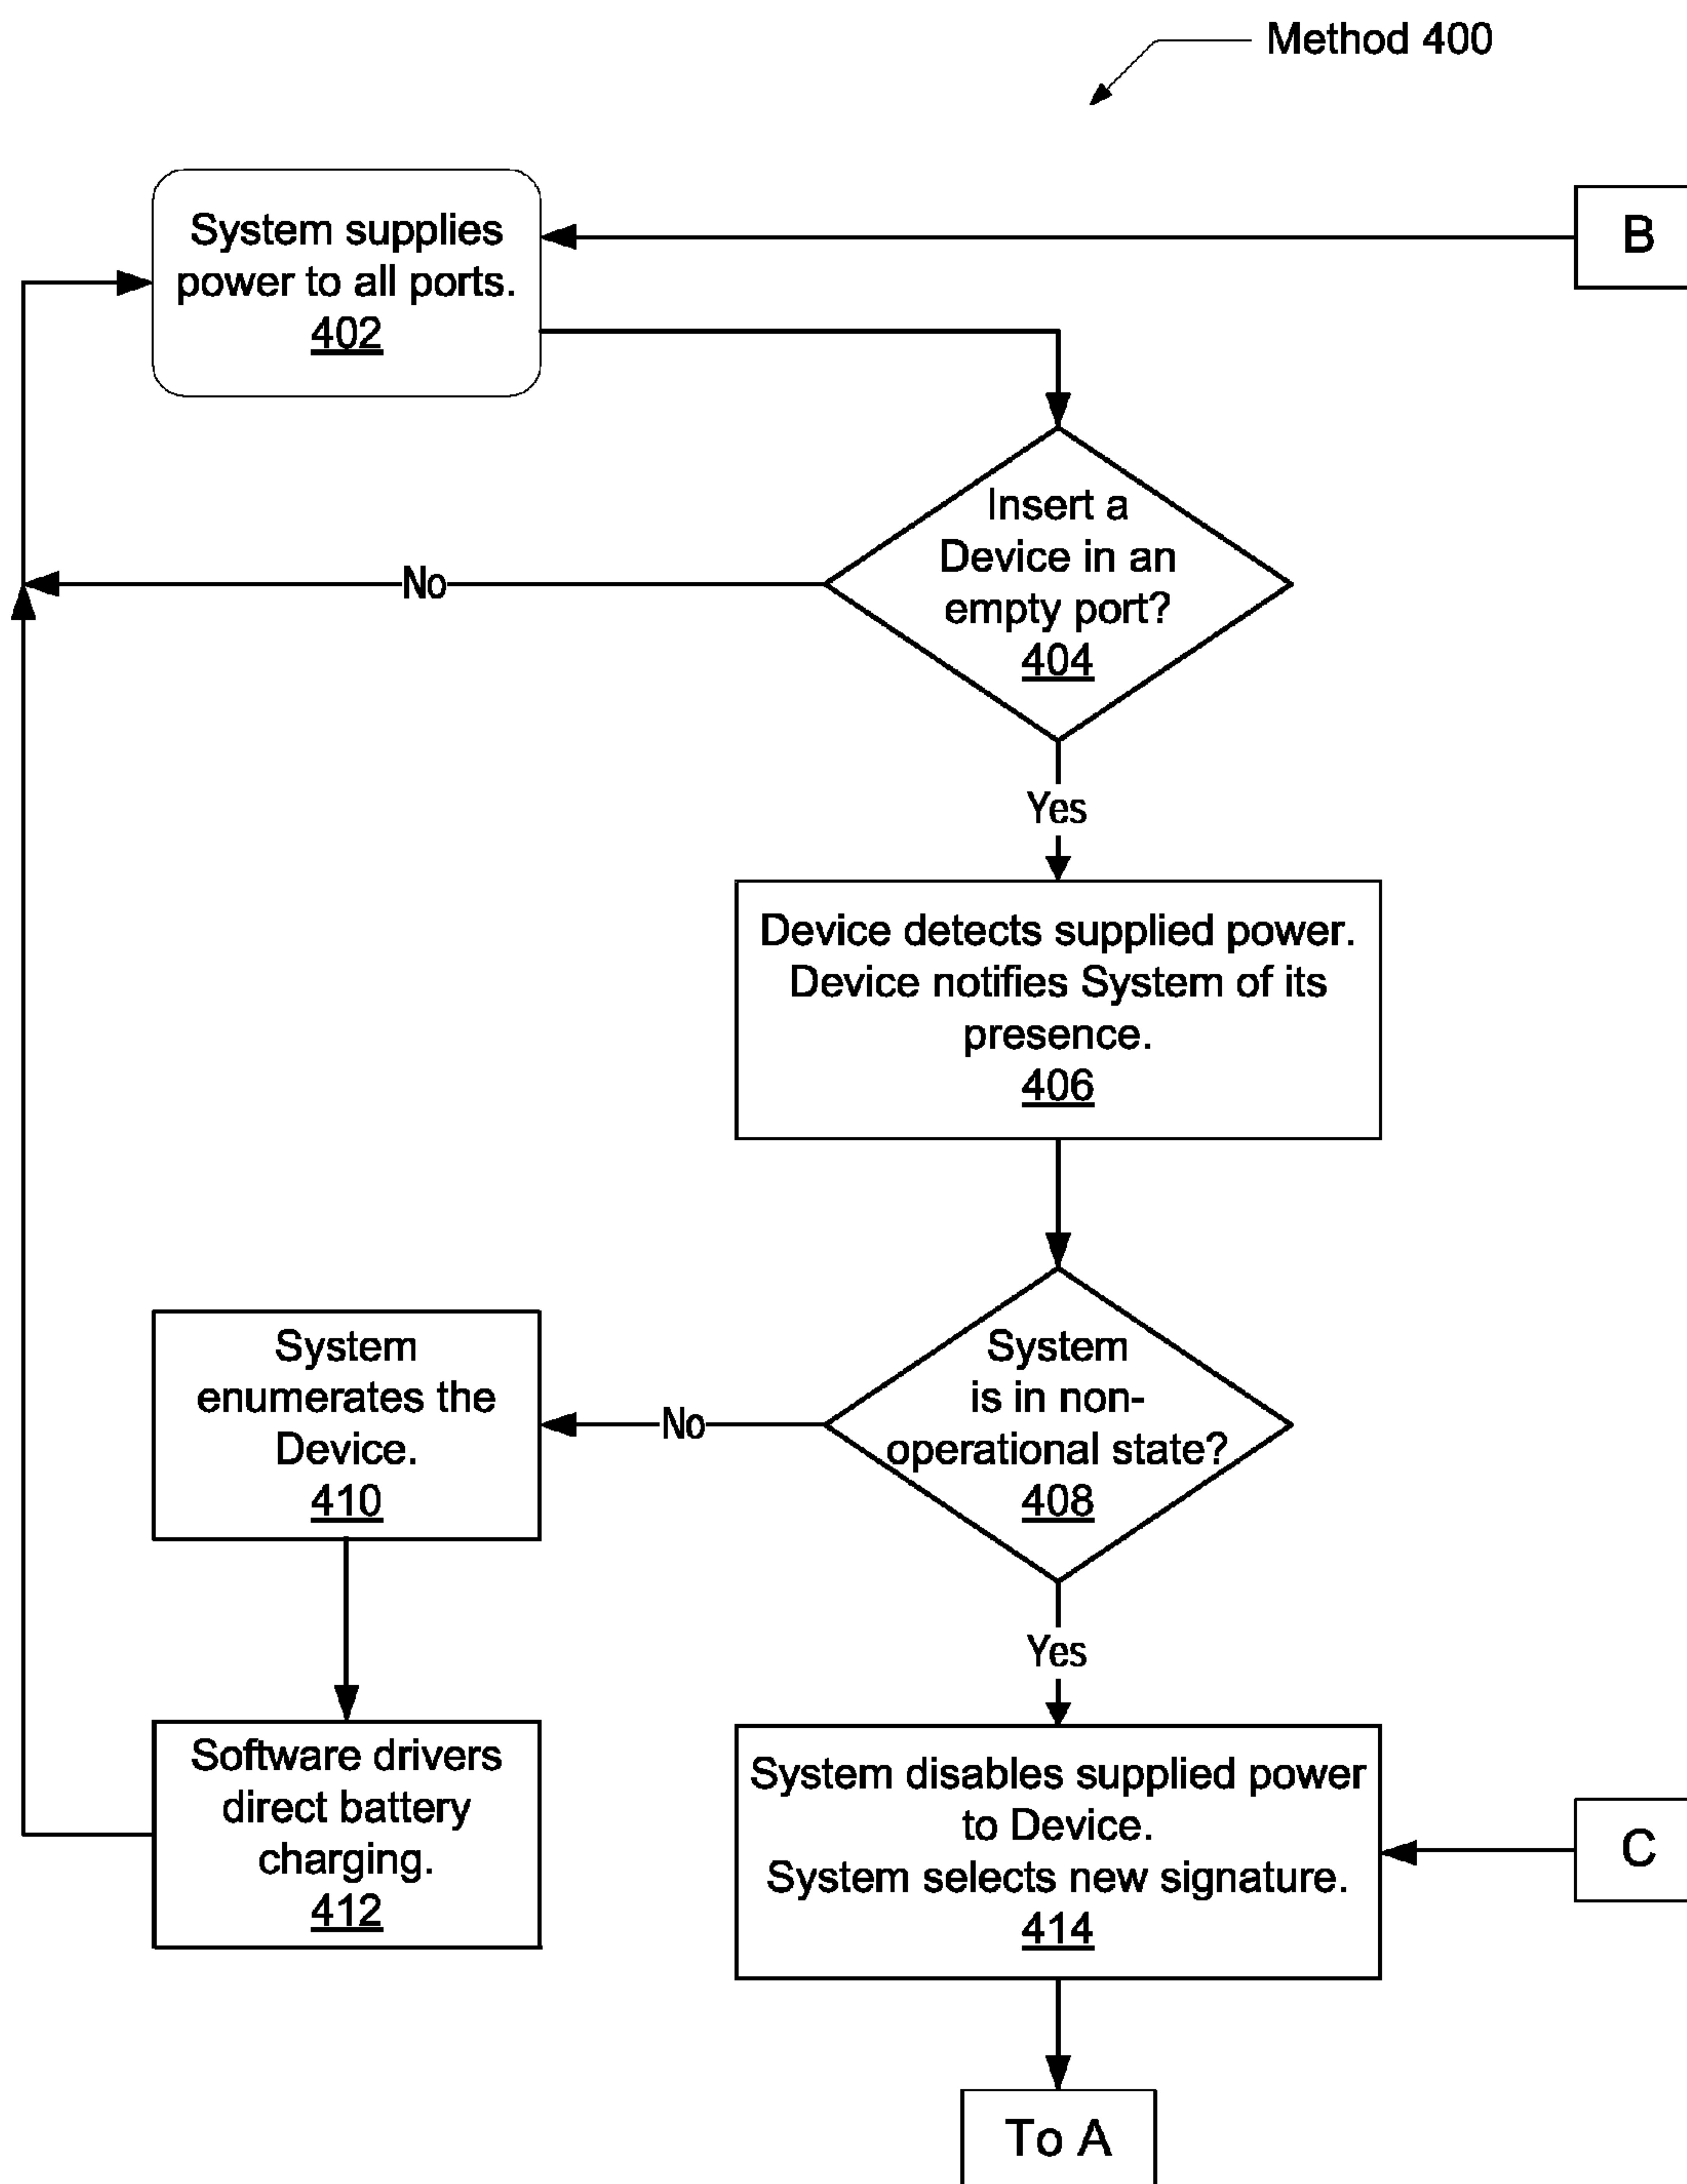 Method 400
System supplies
power to all ports.
402
B
Insert a
Device in an
empty port?
404
No
Yes
Device detects supplied power.
Device notifies System of its
presence.
406
System
is in non-
operational state?
408
No
System
enumerates the
Device.
410
Yes
Software drivers
direct battery
charging.
412
System disables supplied power
to Device.
System selects new signature.
414
C
To A